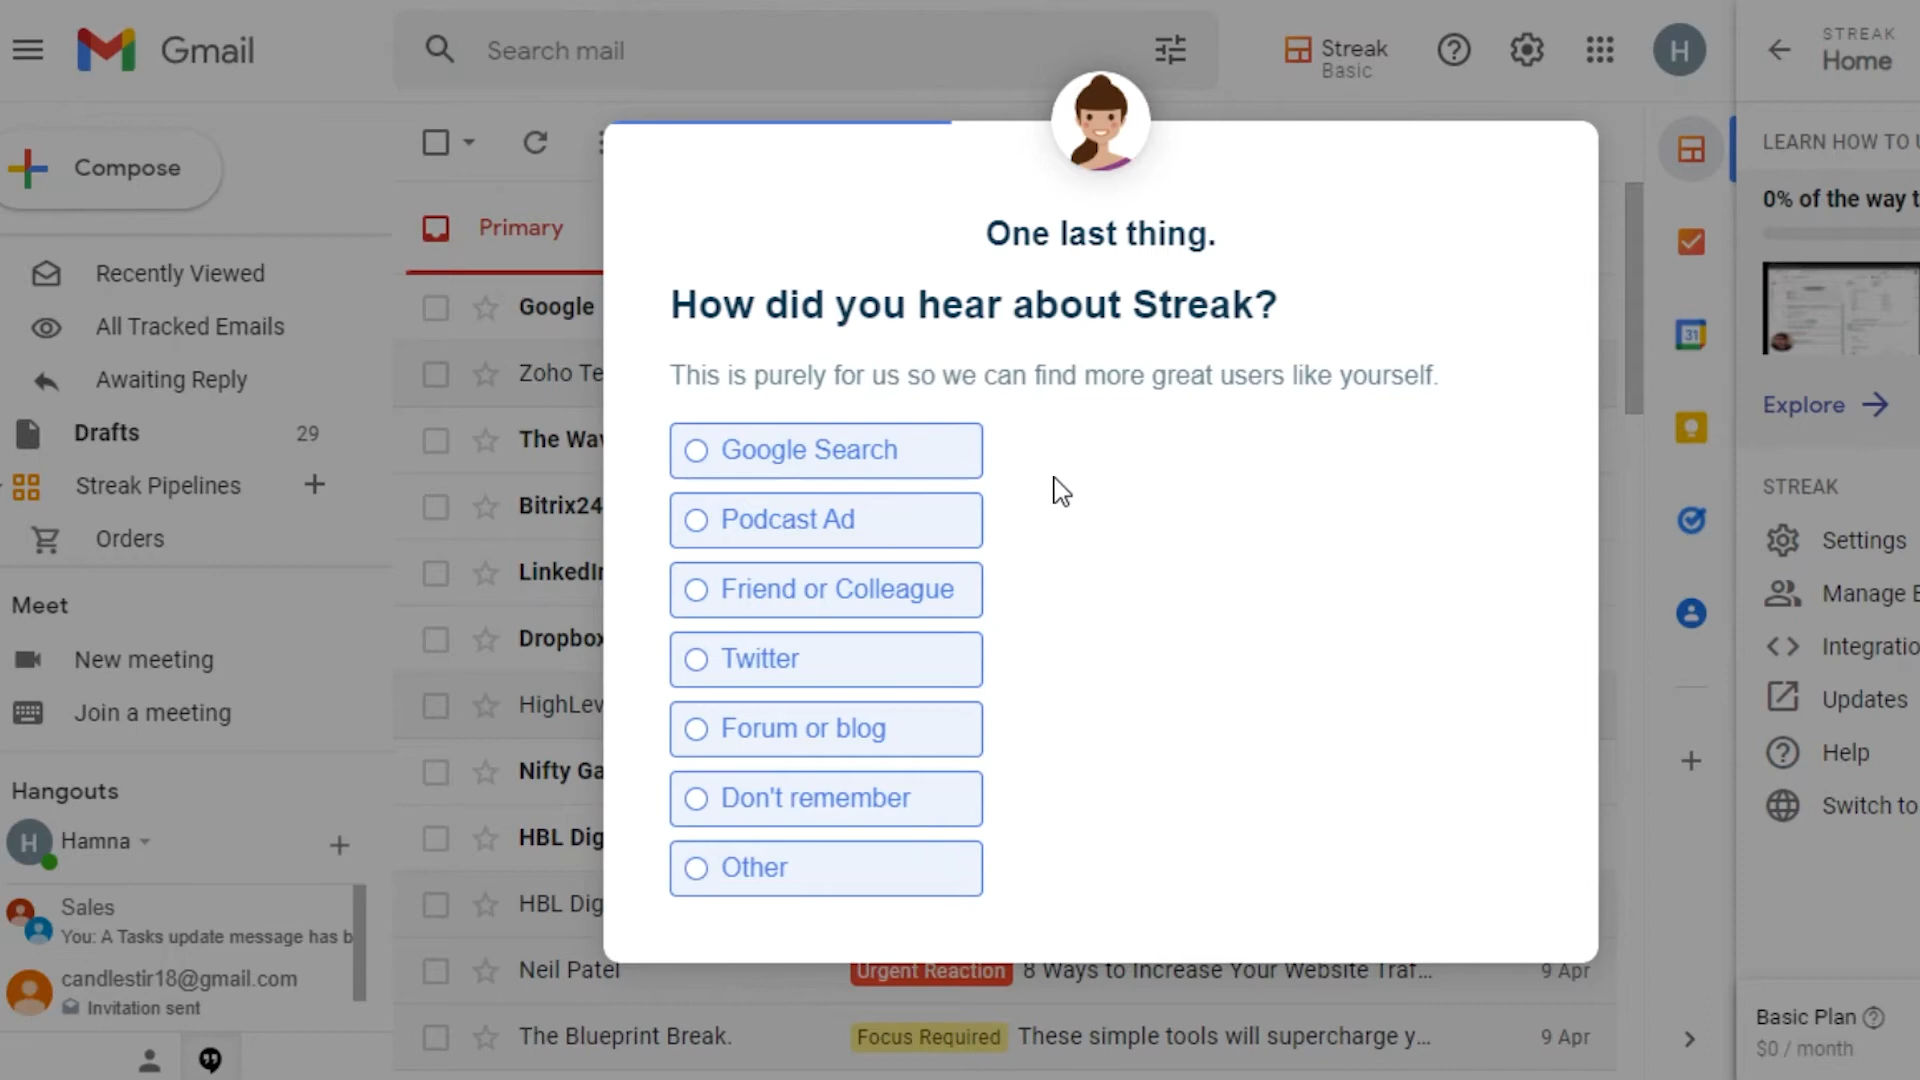 Gmail
Search mail
Streak
Basic
H
STREAK
Home
Compose
Recently Viewed
All Tracked Emails
Awaiting Reply
Drafts 29
Streak Pipelines
Orders
Meet
New meeting
Join a meeting
Hangouts
H Hamna
Sales
You: A Tasks update message has b
candlestir18@gmail.com
Invitation sent
Primary
Google
Zoho Te
The Wav
Bitrix24
LinkedIn
Dropbox
HighLev
Nifty Ga
HBL Dig
HBL Dig
Neil Patel Urgent Reaction 8 Ways to Increase Your Website Traf... 9 Apr
The Blueprint Break. Focus Required These simple tools will supercharge y... 9 Apr
One last thing.
How did you hear about Streak?
This is purely for us so we can find more great users like yourself.
Google Search
Podcast Ad
Friend or Colleague
Twitter
Forum or blog
Don't remember
Other
31
LEARN HOW TO U
0% of the way t
Explore
STREAK
Settings
Manage B
Integratio
Updates
Help
Switch to
Basic Plan
$0 / month